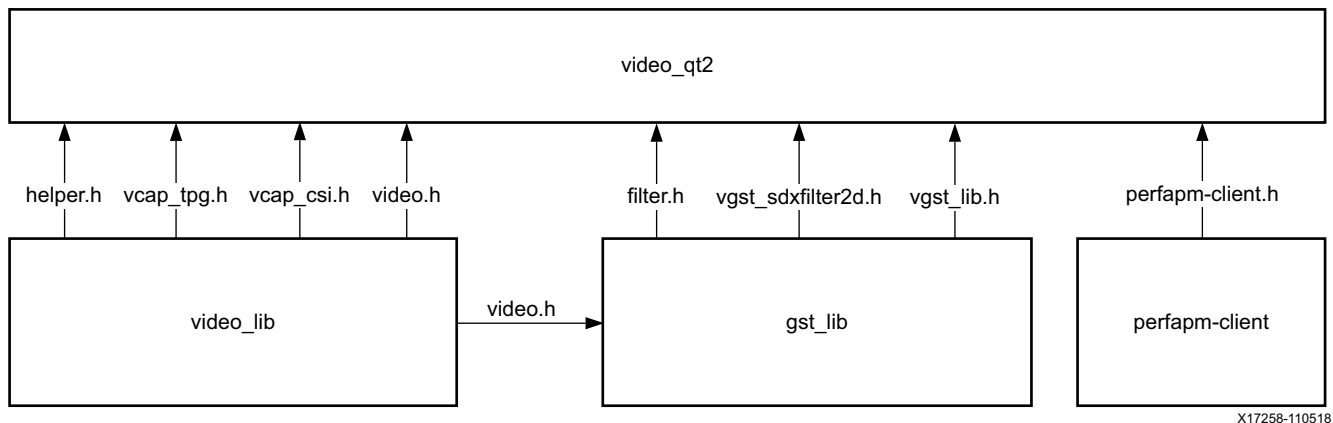 video_qt2
helper.h vcap_tpg.h vcap_csi.h video.h filter.h vgst_sdxfilter2d.h vgst_lib.h perfapm-client.h
video.h
video_lib gst_lib perfapm-client
X17258-110518